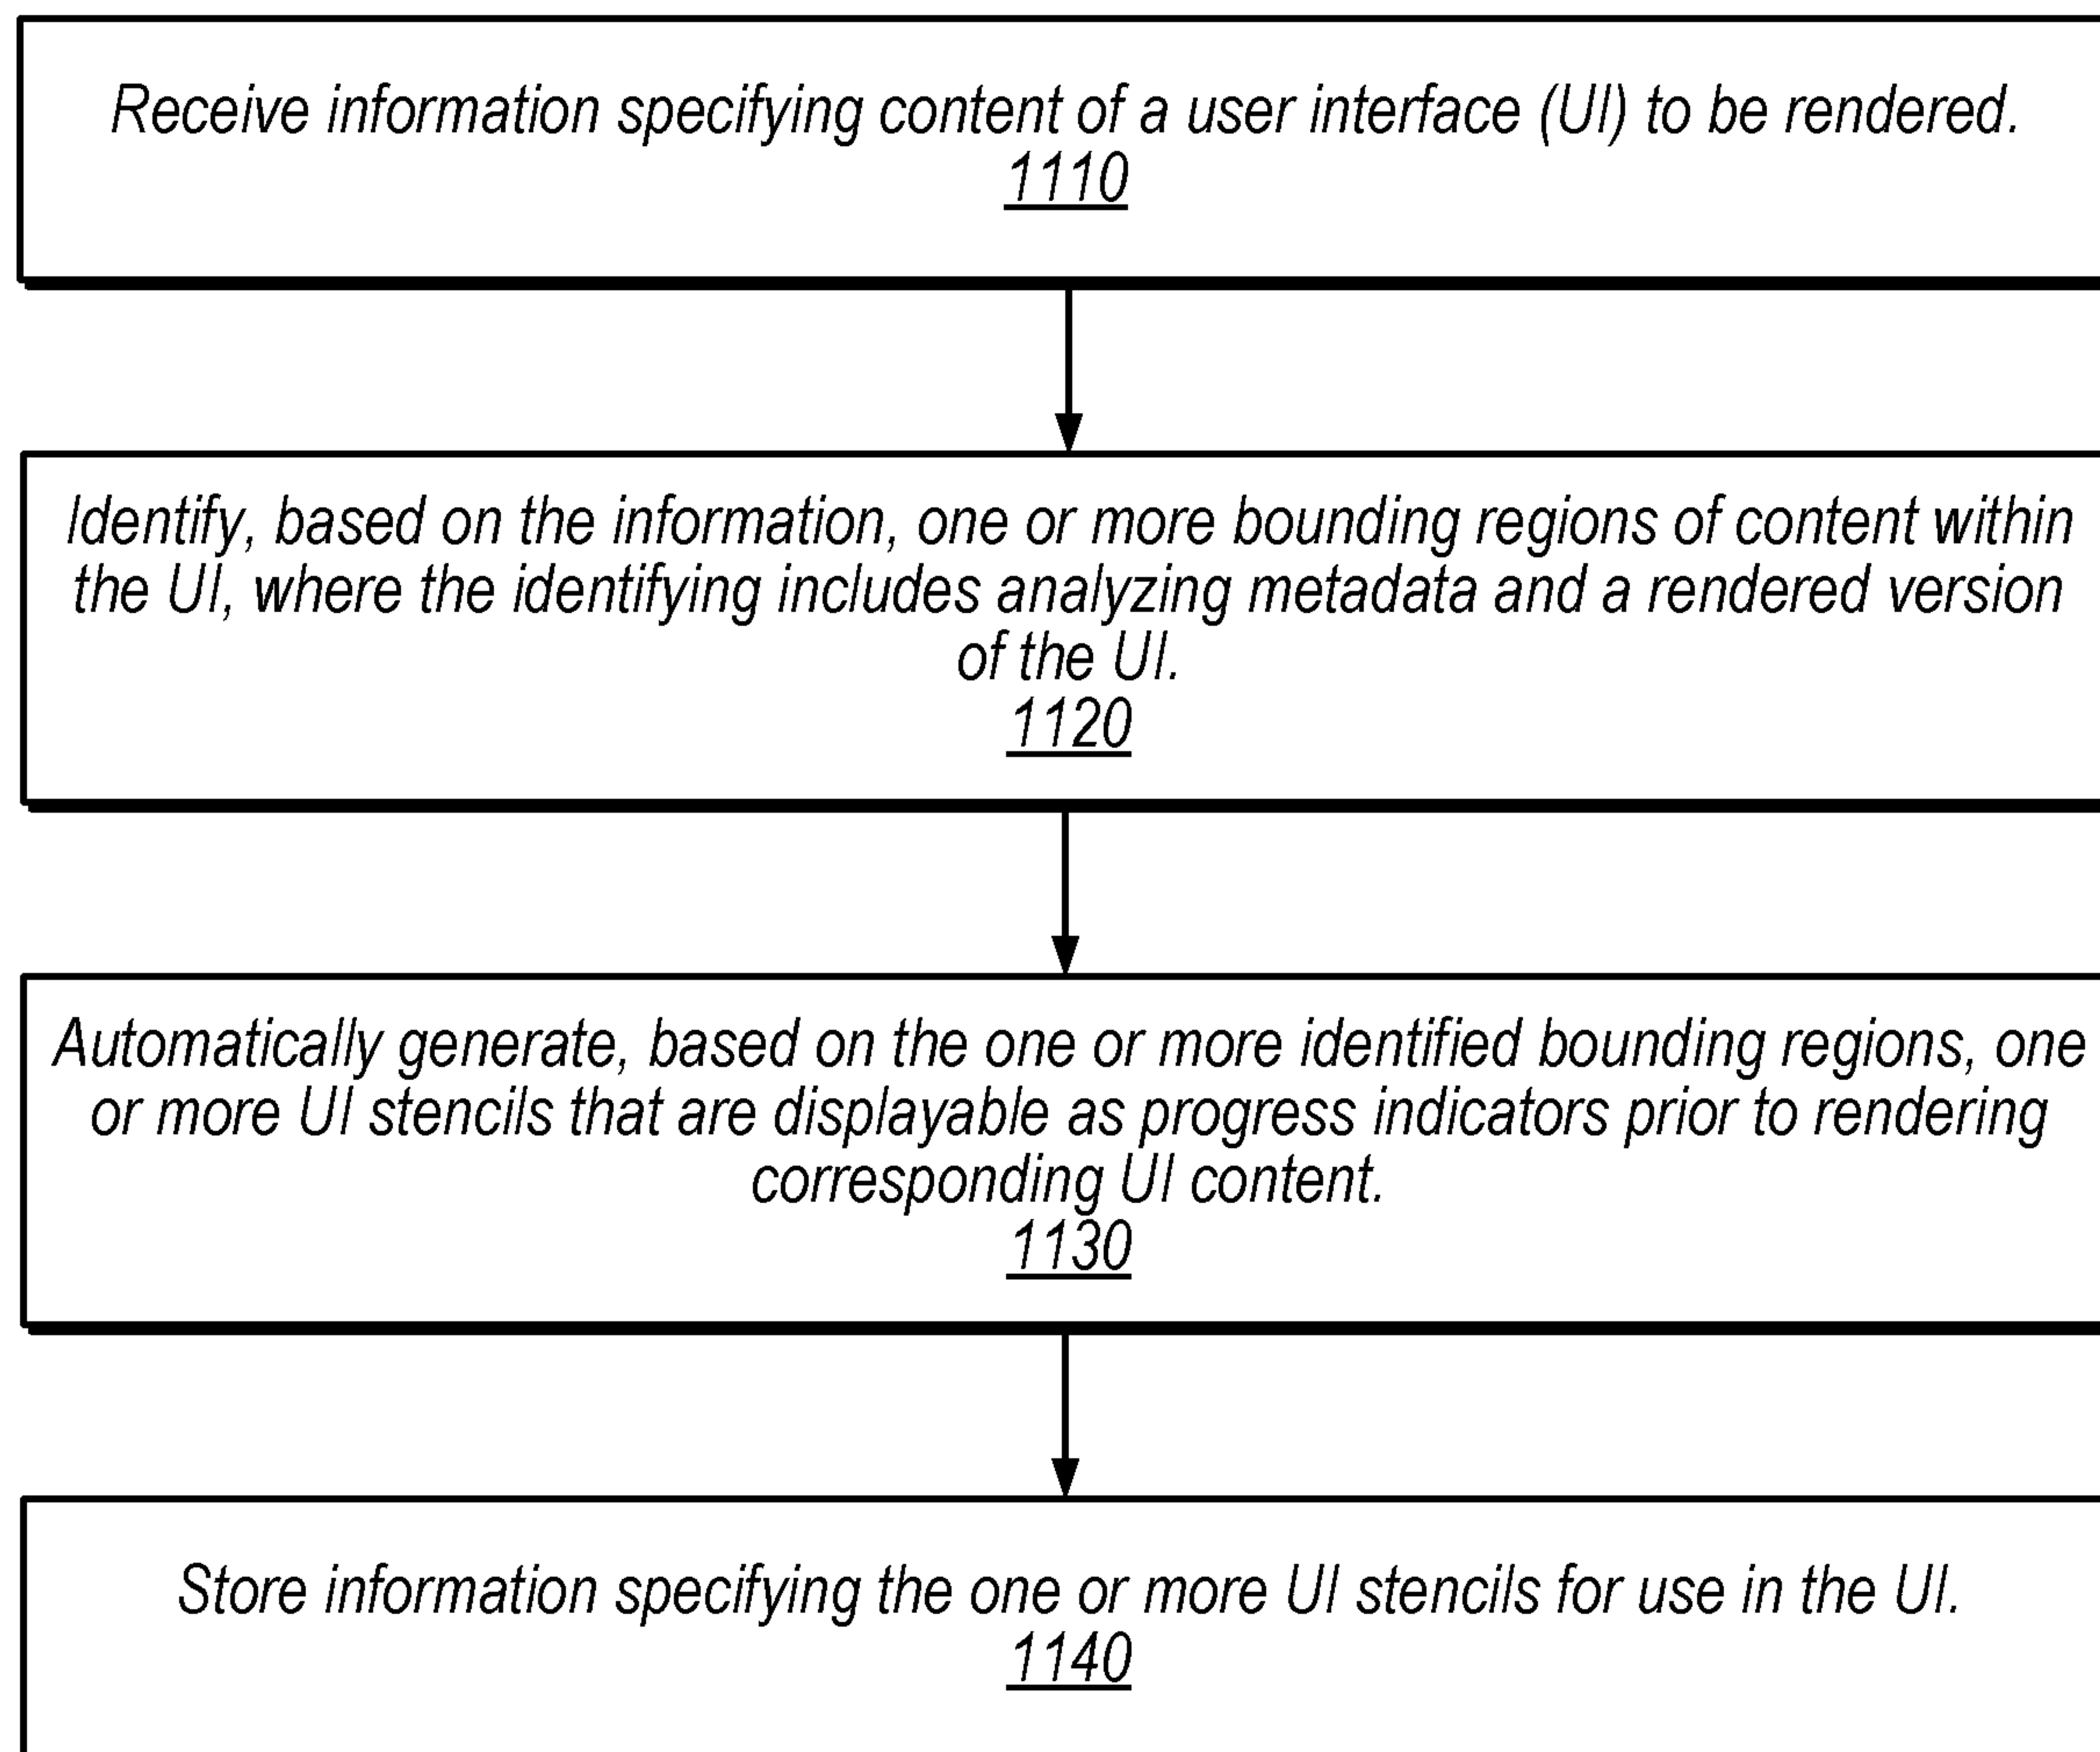 Receive information specifying content of a user interface (UI) to be rendered.
1110
Identify, based on the information, one or more bounding regions of content within
the UI, where the identifying includes analyzing metadata and a rendered version
of the UI.
1120
Automatically generate, based on the one or more identified bounding regions, one
or more UI stencils that are displayable as progress indicators prior to rendering
corresponding UI content.
1130
Store information specifying the one or more UI stencils for use in the UI.
1140